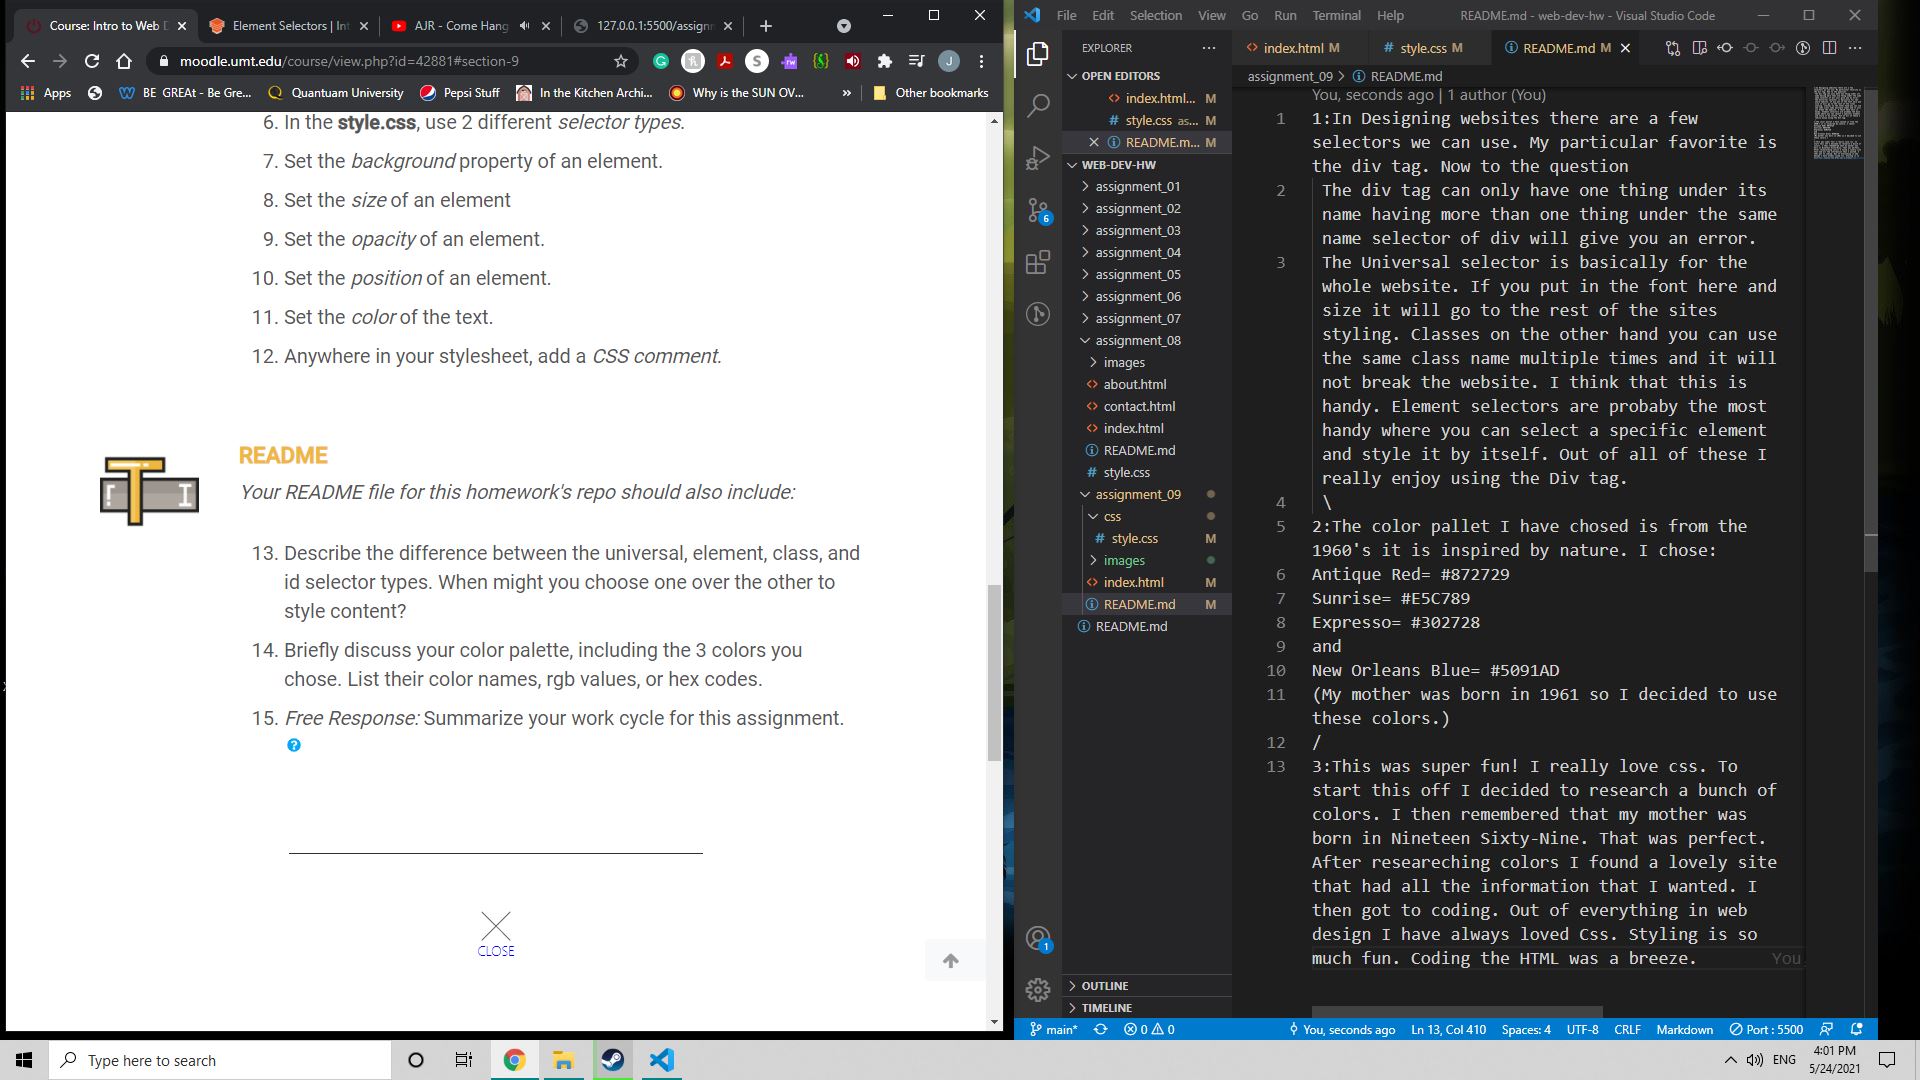 Course: Intro to Web D
Element Selectors | Int
AJR - Come Hang
127.0.0.1:5500/assignm
moodle.umt.edu/course/view.php?id=42881#section-9
Apps
BE GREAt - Be Gre...
Quantuam University
Pepsi Stuff
In the Kitchen Archi...
Why is the SUN OV...
»
Other bookmarks
6. In the style.css, use 2 different selector types.
7. Set the background property of an element.
8. Set the size of an element
9. Set the opacity of an element.
10. Set the position of an element.
11. Set the color of the text.
12. Anywhere in your stylesheet, add a CSS comment.
README
Your README file for this homework's repo should also include:
13. Describe the difference between the universal, element, class, and
id selector types. When might you choose one over the other to
style content?
14. Briefly discuss your color palette, including the 3 colors you
chose. List their color names, rgb values, or hex codes.
15. Free Response: Summarize your work cycle for this assignment.
CLOSE
File Edit Selection View Go Run Terminal Help
README.md - web-dev-hw - Visual Studio Code
EXPLORER
OPEN EDITORS
index.html... M
style.css as... M
README.m... M
WEB-DEV-HW
assignment_01
assignment_02
assignment_03
assignment_04
assignment_05
assignment_06
assignment_07
assignment_08
images
about.html
contact.html
index.html
README.md
style.css
assignment_09
css
style.css M
images
index.html M
README.md M
README.md
OUTLINE
TIMELINE
index.html M
style.css M
README.md M
assignment_09 > README.md
You, seconds ago | 1 author (You)
1 1:In Designing websites there are a few
selectors we can use. My particular favorite is
the div tag. Now to the question
2 The div tag can only have one thing under its
name having more than one thing under the same
name selector of div will give you an error.
3 The Universal selector is basically for the
whole website. If you put in the font here and
size it will go to the rest of the sites
styling. Classes on the other hand you can use
the same class name multiple times and it will
not break the website. I think that this is
handy. Element selectors are probaby the most
handy where you can select a specific element
and style it by itself. Out of all of these I
really enjoy using the Div tag.
4 \
5 2:The color pallet I have chosed is from the
1960's it is inspired by nature. I chose:
6 Antique Red= #872729
7 Sunrise= #E5C789
8 Expresso= #302728
9 and
10 New Orleans Blue= #5091AD
11 (My mother was born in 1961 so I decided to use
these colors.)
12 /
13 3:This was super fun! I really love css. To
start this off I decided to research a bunch of
colors. I then remembered that my mother was
born in Nineteen Sixty-Nine. That was perfect.
After researeching colors I found a lovely site
that had all the information that I wanted. I
then got to coding. Out of everything in web
design I have always loved Css. Styling is so
much fun. Coding the HTML was a breeze. You
main* 0 0 You, seconds ago Ln 13, Col 410 Spaces: 4 UTF-8 CRLF Markdown Port : 5500
Type here to search
ENG
4:01 PM
5/24/2021